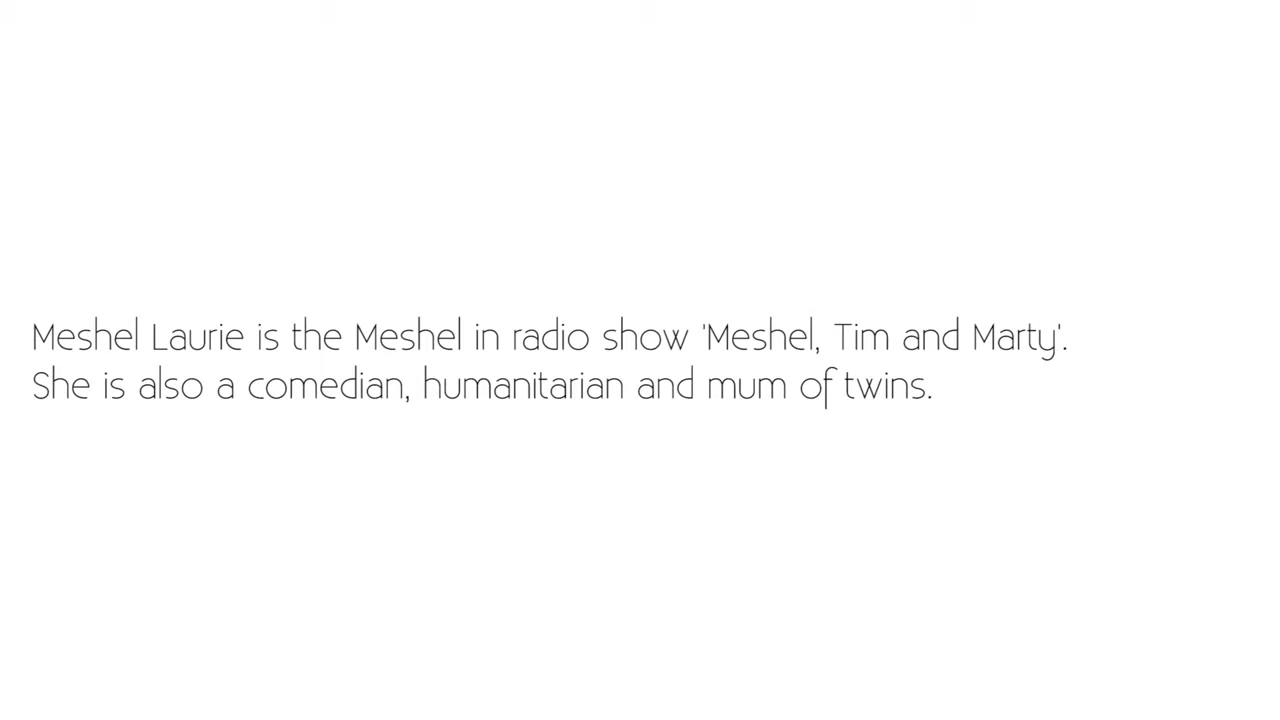 Meshel Laurie is the Meshel in radio show 'Meshel, Tim and Marty'.
She is also a comedian, humanitarian and mum of twins.